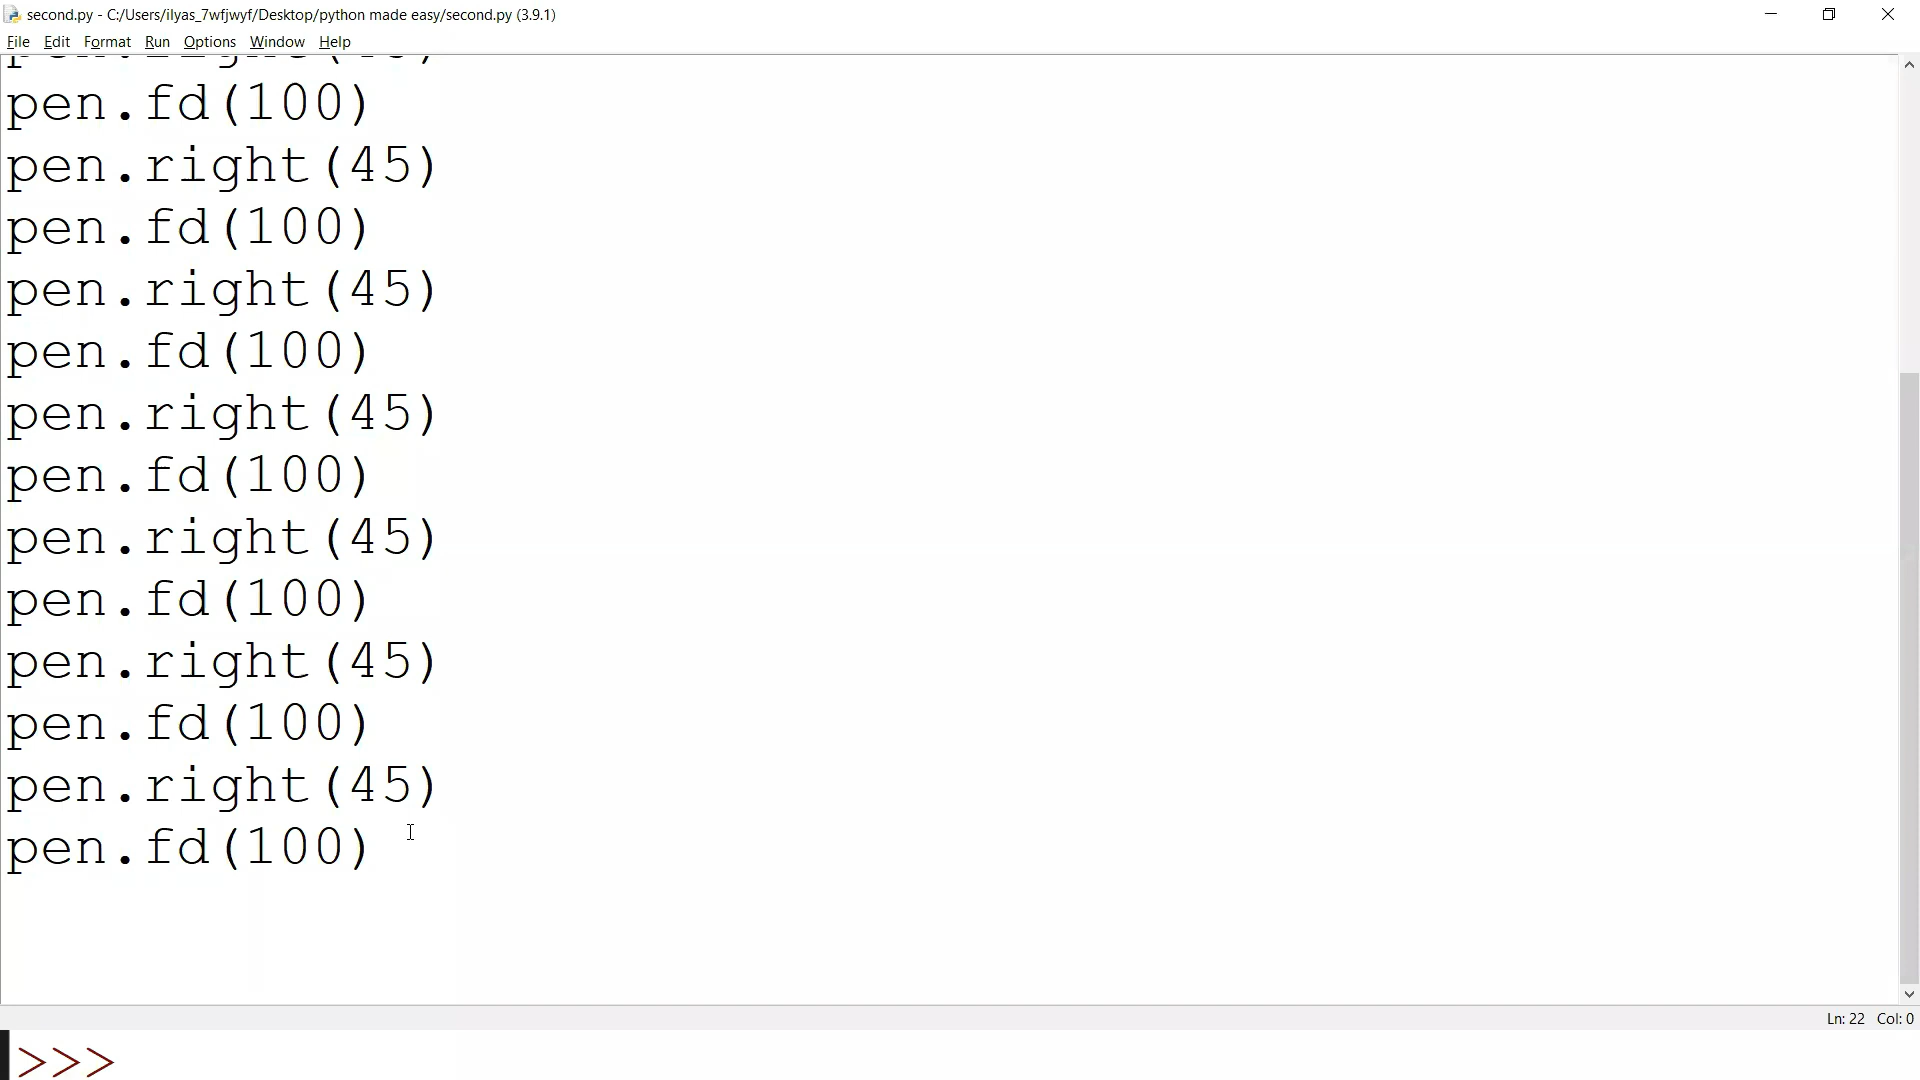 second.py - C:/Users/ilyas_7wfjwyf/Desktop/python made easy/second.py (3.9.1)
File Edit Format Run Options Window Help
pen.right(45)
pen.fd(100)
pen.right(45)
pen.fd(100)
pen.right(45)
pen.fd(100)
pen.right(45)
pen.fd(100)
pen.right(45)
pen.fd(100)
pen.right(45)
pen.fd(100)
pen.right(45)
pen.fd(100)
Ln: 22 Col: 0
>>>